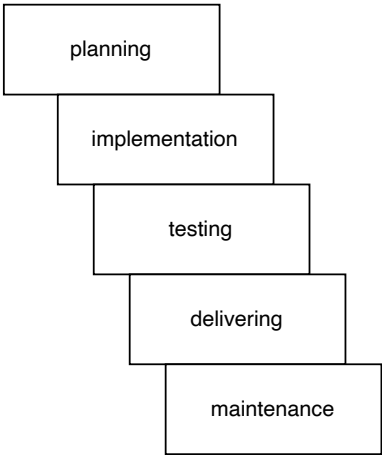 planning
implementation
testing
delivering
maintenance